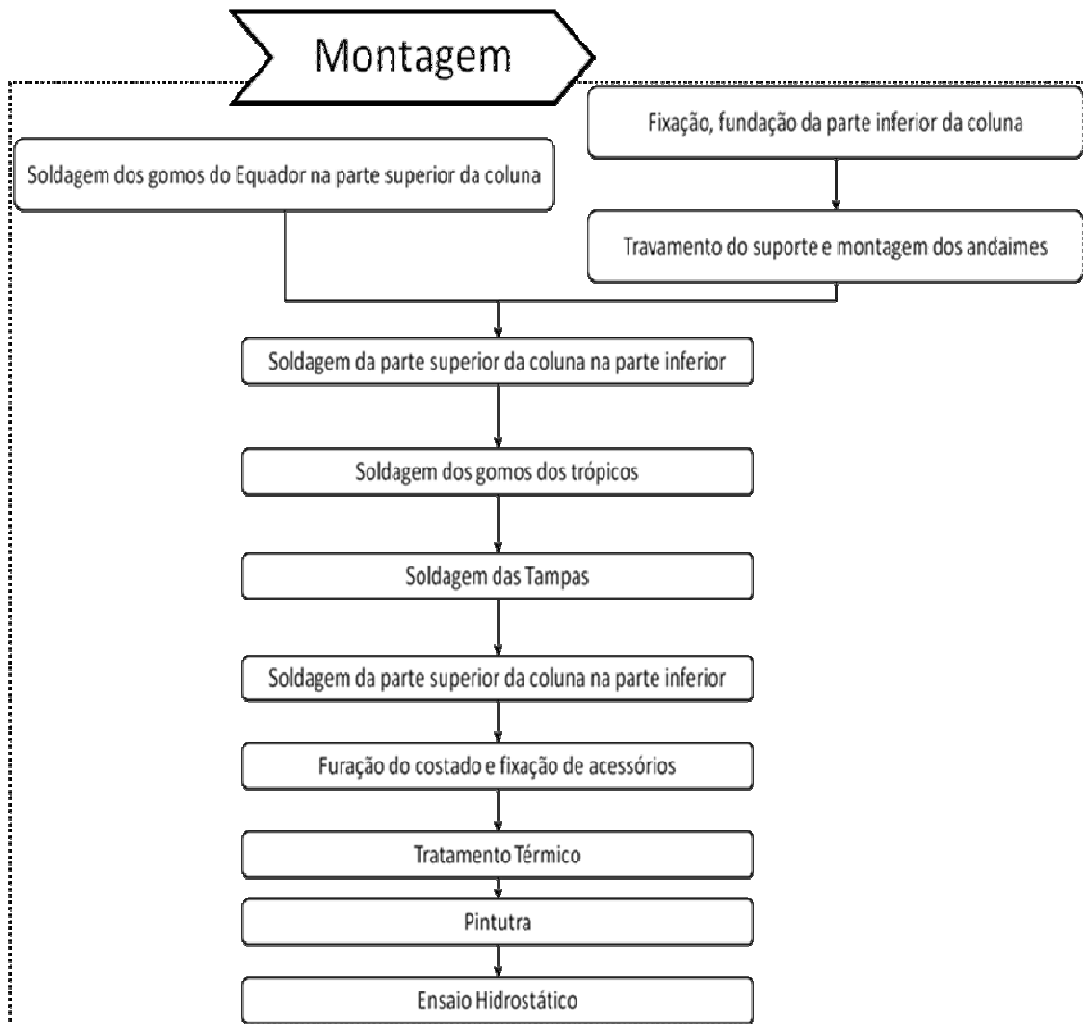 Montagem
Fixação, fundação da parte inferior da coluna
Soldagem dos gomos do Equador na parte superior da coluna
Travamento do suporte e montagem dos andaimes
Soldagem da parte superior da coluna na parte inferior
Soldagem dos gomos dos trópicos
Soldagem das Tampas
Soldagem da parte superior da coluna na parte inferior
Furação do costado e fixação de acessórios
Tratamento Térmico
Pintutra
Ensaio Hidrostático